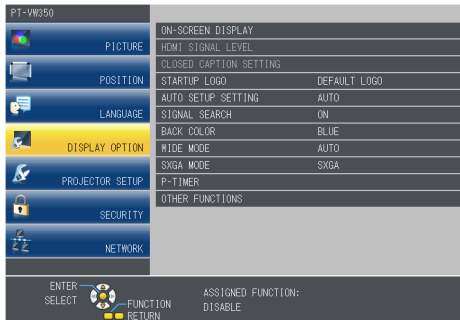 PT-VW350
PICTURE
POSITION
LANGUAGE
DISPLAY OPTION
PROJECTOR SETUP
SECURITY
NETWORK
ON-SCREEN DISPLAY
HDMI SIGNAL LEVEL
CLOSED CAPTION SETTING
STARTUP LOGO DEFAULT LOGO
AUTO SETUP SETTING AUTO
SIGNAL SEARCH ON
BACK COLOR BLUE
WIDE MODE AUTO
SXGA MODE SXGA
P-TIMER
OTHER FUNCTIONS
ENTER
SELECT
FUNCTION
RETURN
ASSIGNED FUNCTION:
DISABLE